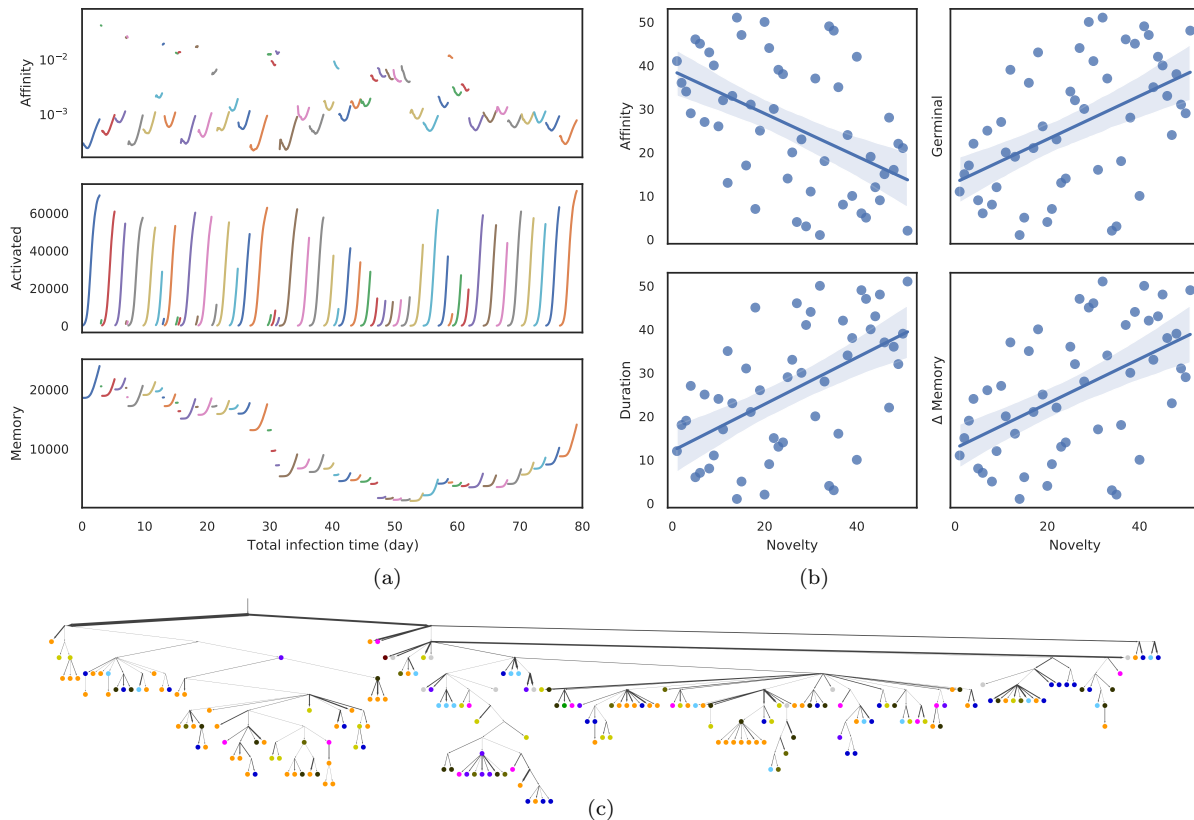 Affinity
10⁻²
10⁻³
Activated
60000
40000
20000
0
Memory
20000
10000
0 10 20 30 40 50 60 70 80
Total infection time (day)
(a)
Affinity
50
40
30
20
10
0
Germinal
Duration
50
40
30
20
10
0
0 20 40
Novelty
Δ Memory
0 20 40
Novelty
(b)
(c)